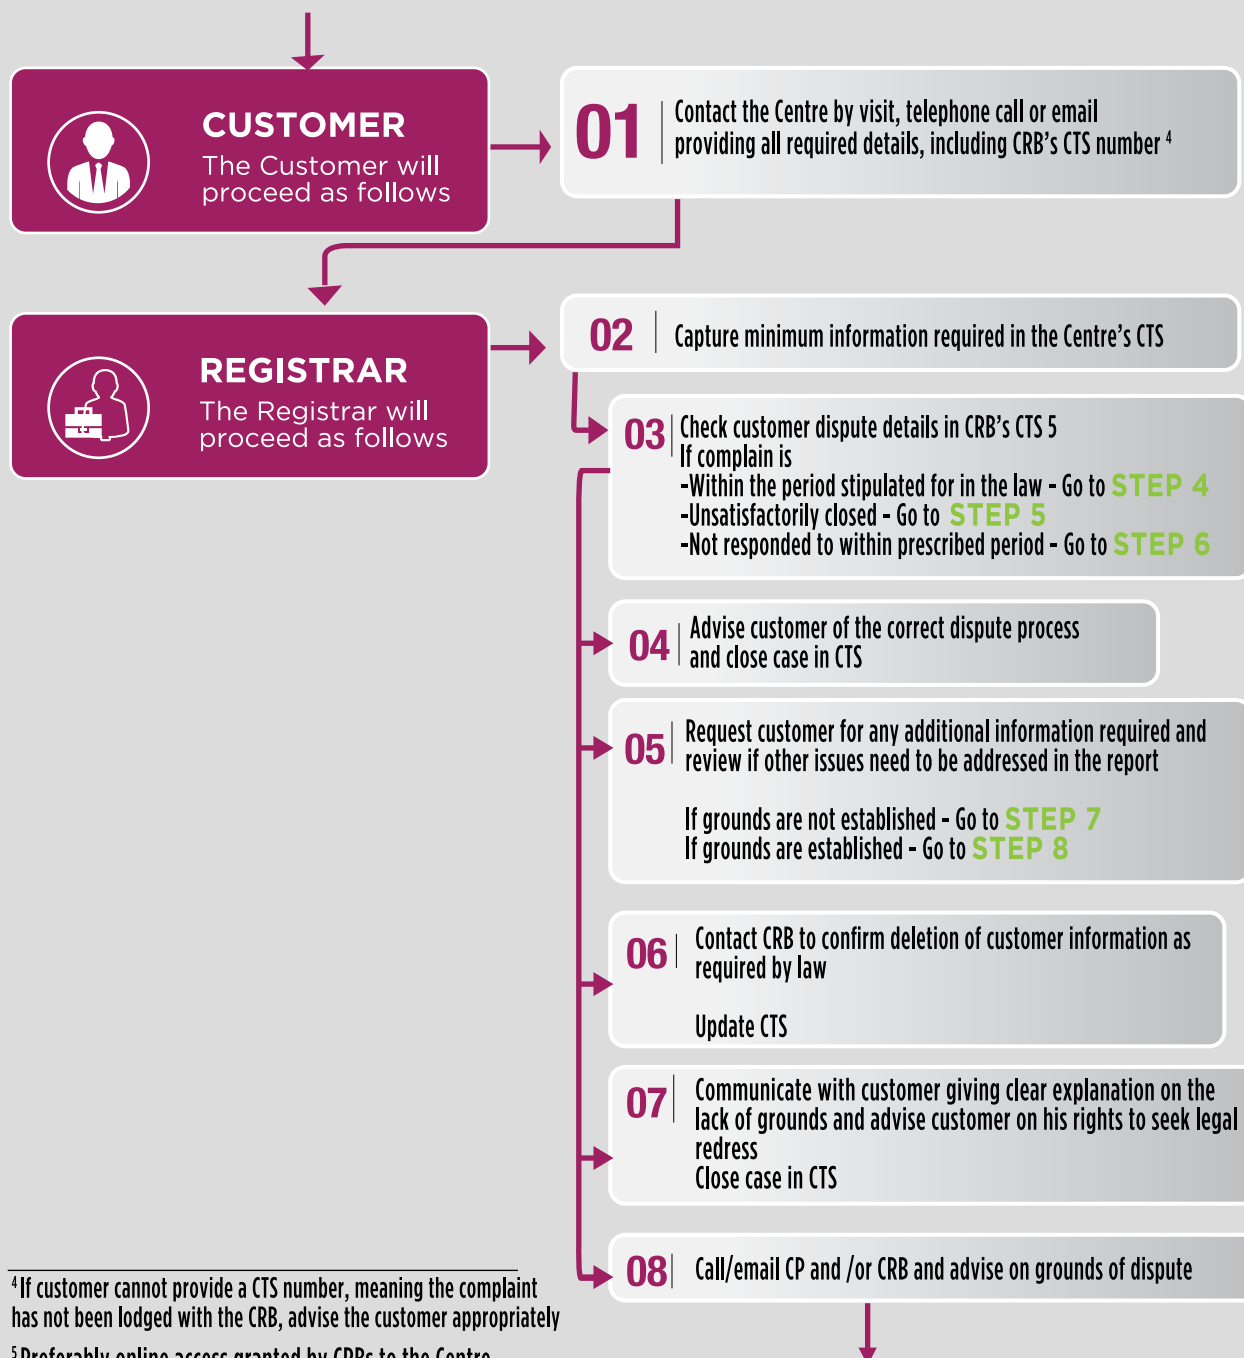 CUSTOMER
The Customer will
proceed as follows
01
Contact the Centre by visit, telephone call or email
providing all required details, including CRB's CTS number ⁴
REGISTRAR
The Registrar will
proceed as follows
02
Capture minimum information required in the Centre's CTS
03
Check customer dispute details in CRB's CTS 5
If complain is
-Within the period stipulated for in the law - Go to STEP 4
-Unsatisfactorily closed - Go to STEP 5
-Not responded to within prescribed period - Go to STEP 6
04
Advise customer of the correct dispute process
and close case in CTS
05
Request customer for any additional information required and
review if other issues need to be addressed in the report
If grounds are not established - Go to STEP 7
If grounds are established - Go to STEP 8
06
Contact CRB to confirm deletion of customer information as
required by law
Update CTS
07
Communicate with customer giving clear explanation on the
lack of grounds and advise customer on his rights to seek legal
redress
Close case in CTS
08
Call/email CP and /or CRB and advise on grounds of dispute
⁴ If customer cannot provide a CTS number, meaning the complaint
has not been lodged with the CRB, advise the customer appropriately
⁵ Preferably online access granted by CRBs to the Centre